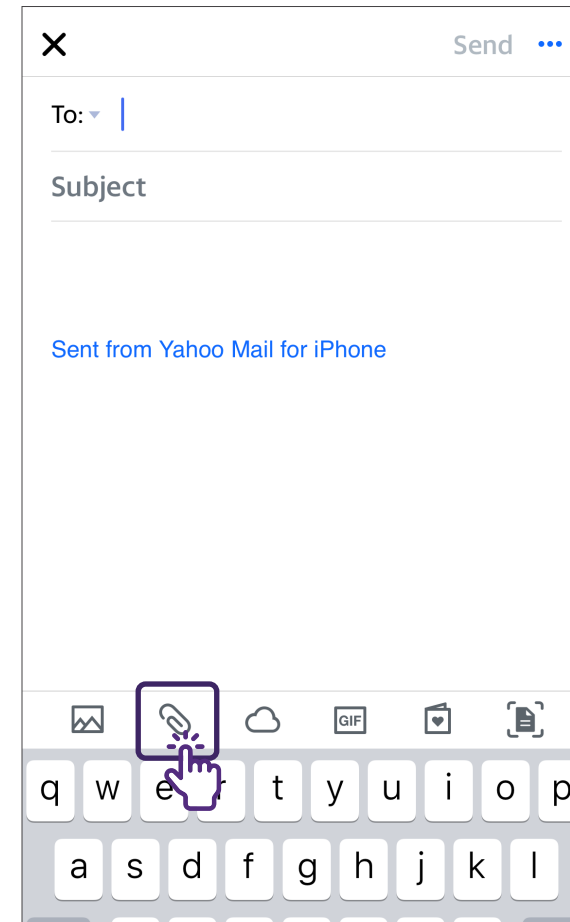 Send
To:
Subject
Sent from Yahoo Mail for iPhone
GIF
q w e r t y u i o p
a s d f g h j k l